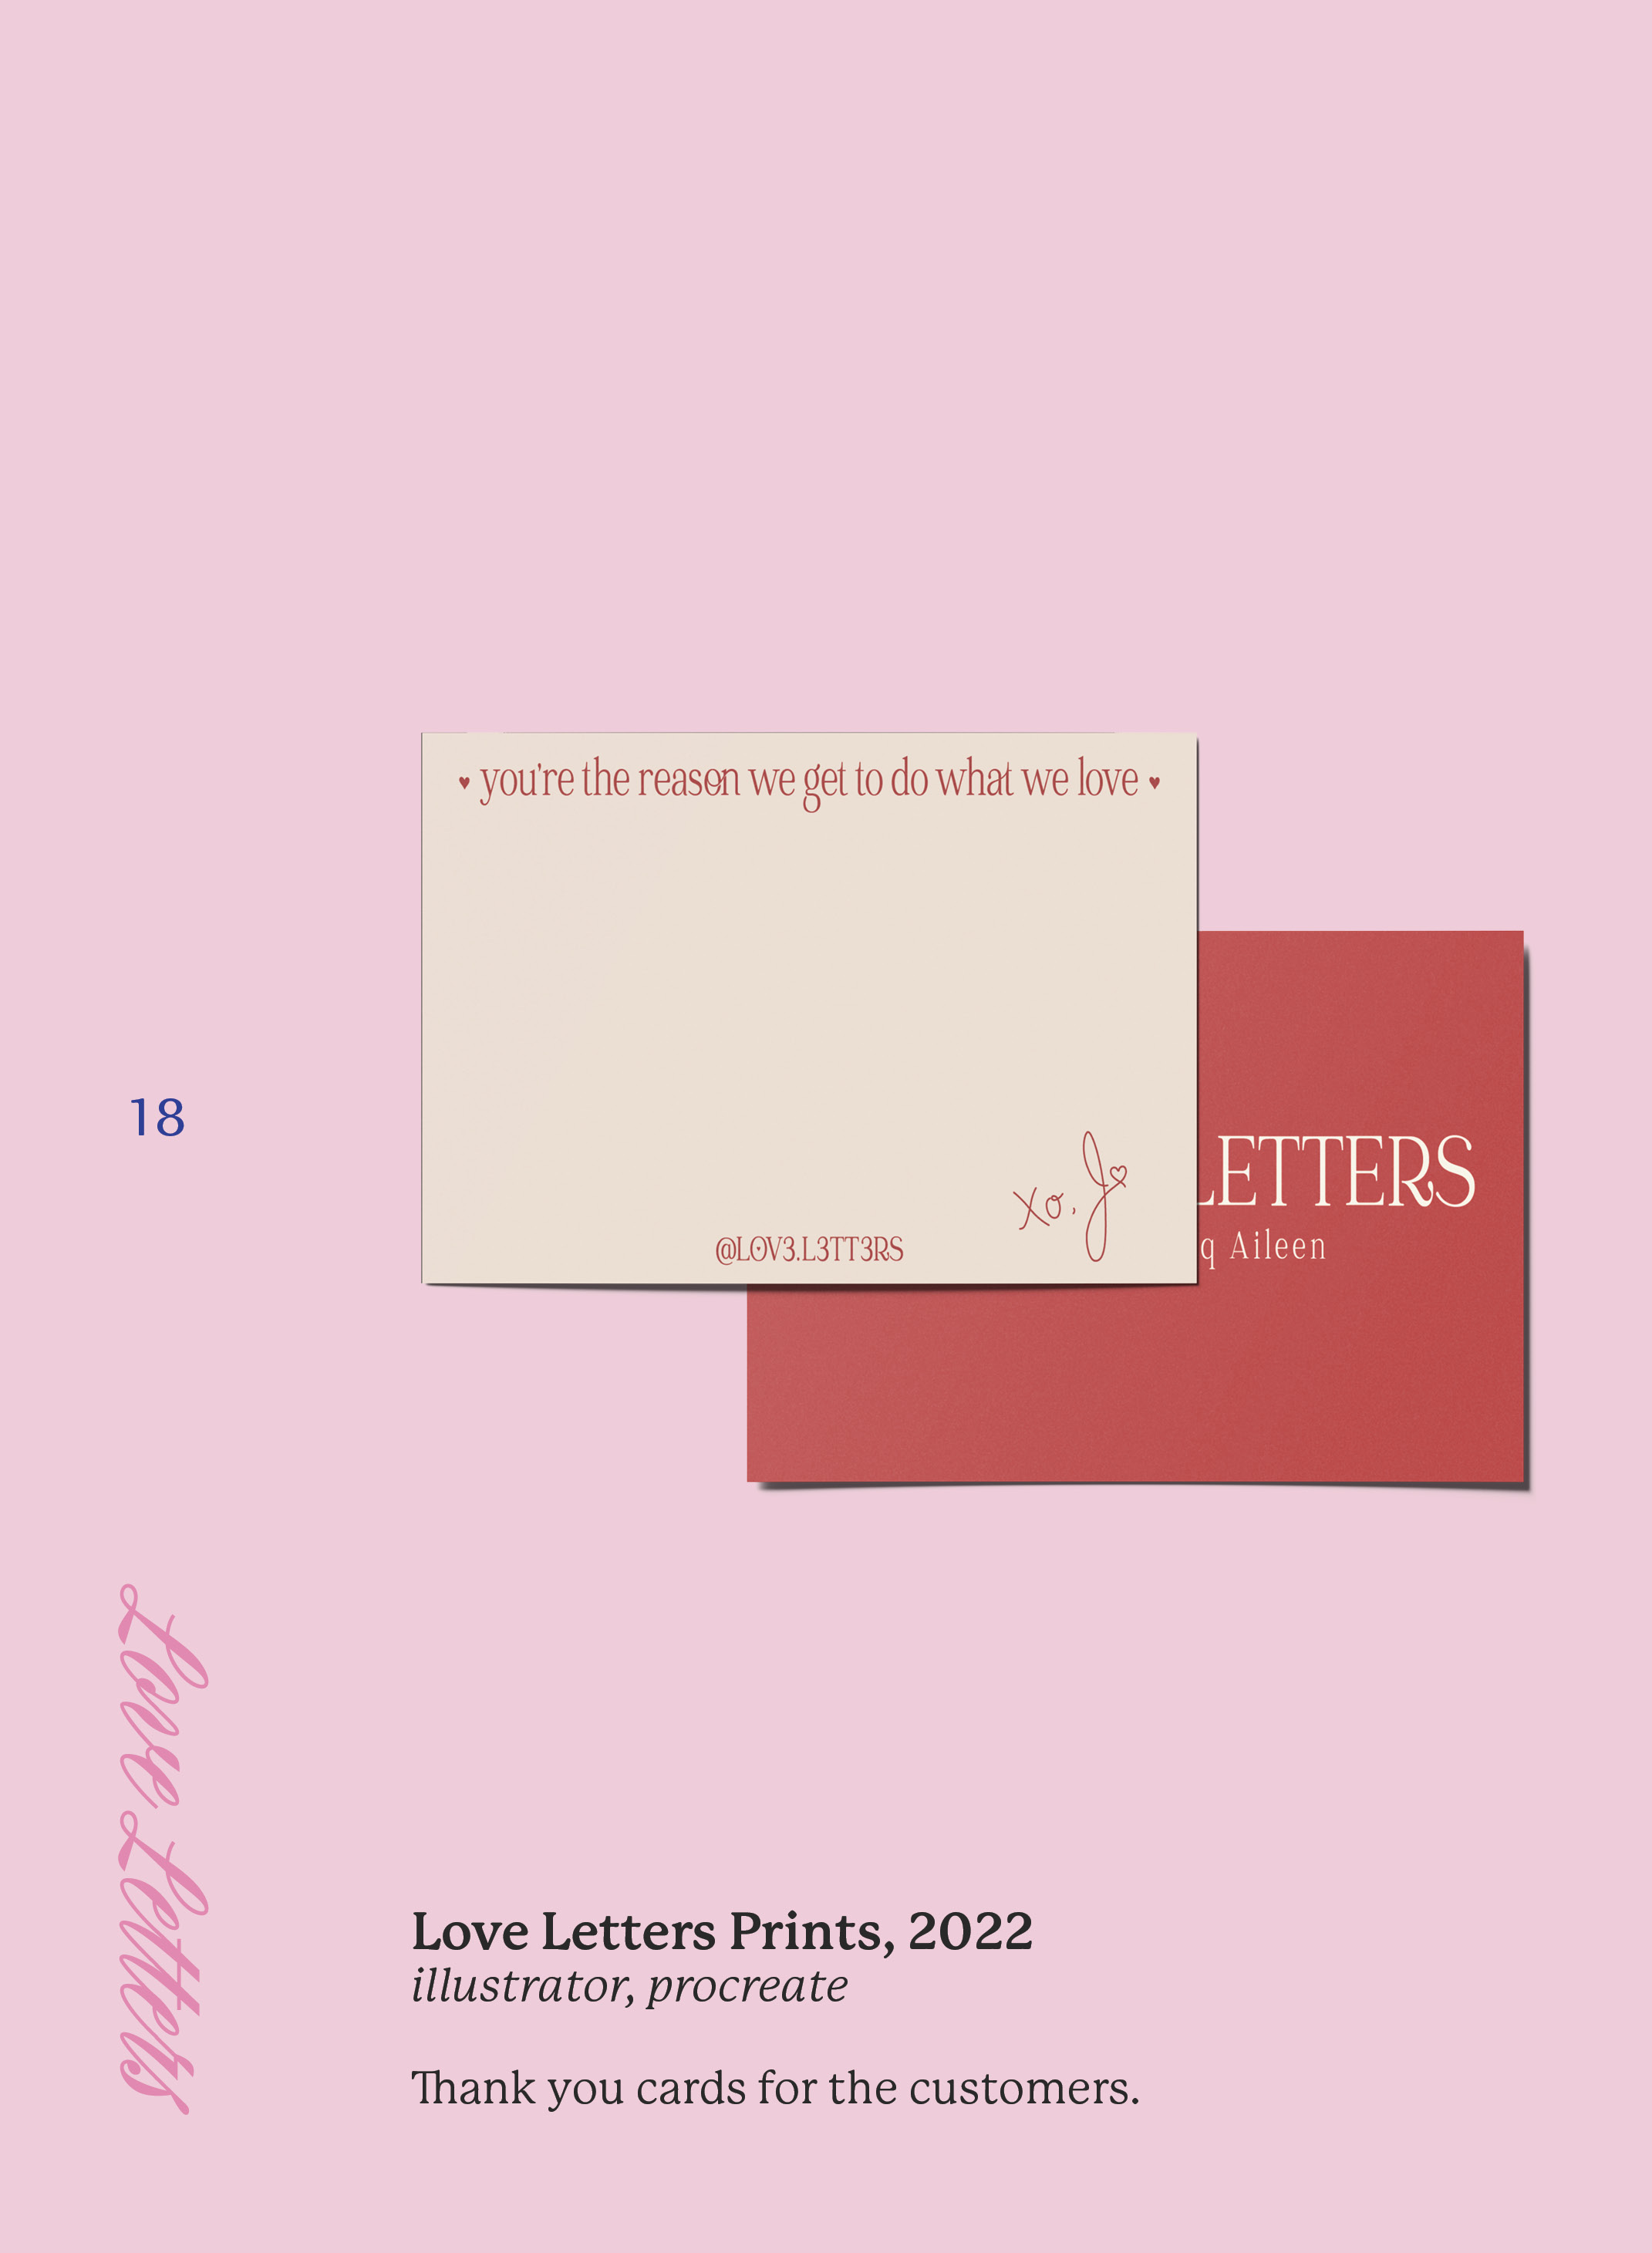 ♥ you're the reason we get to do what we love ♥
xo, J
@LOV3.L3TT3RS
LETTERS
q Aileen
18
Love Letters
Love Letters Prints, 2022
illustrator, procreate
Thank you cards for the customers.